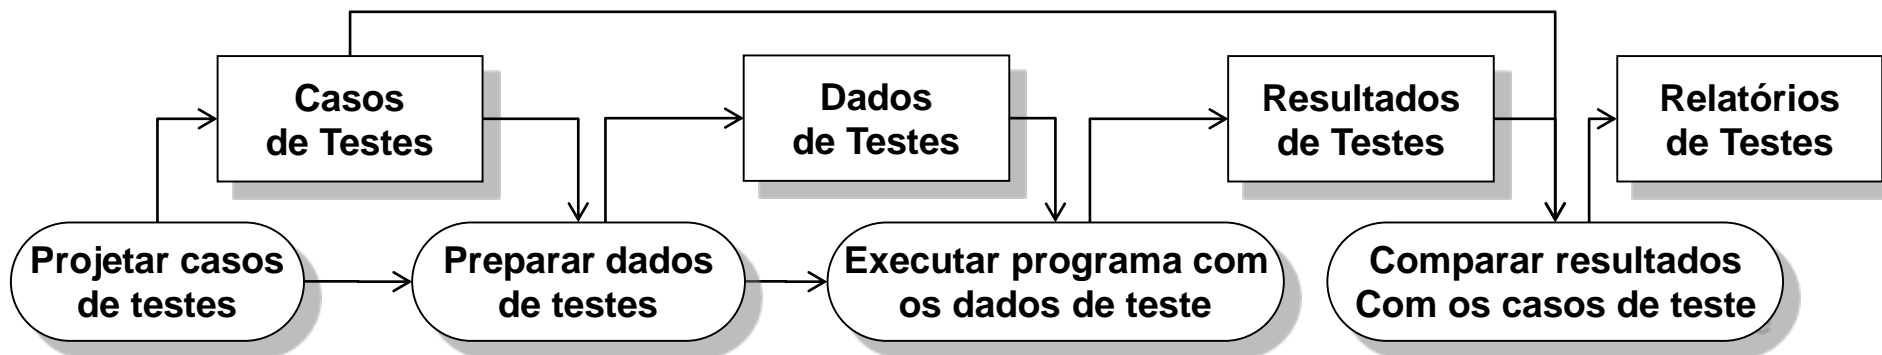 Casos
de Testes
Dados
de Testes
Resultados
de Testes
Relatórios
de Testes
Projetar casos
de testes
Preparar dados
de testes
Executar programa com
os dados de teste
Comparar resultados
Com os casos de teste